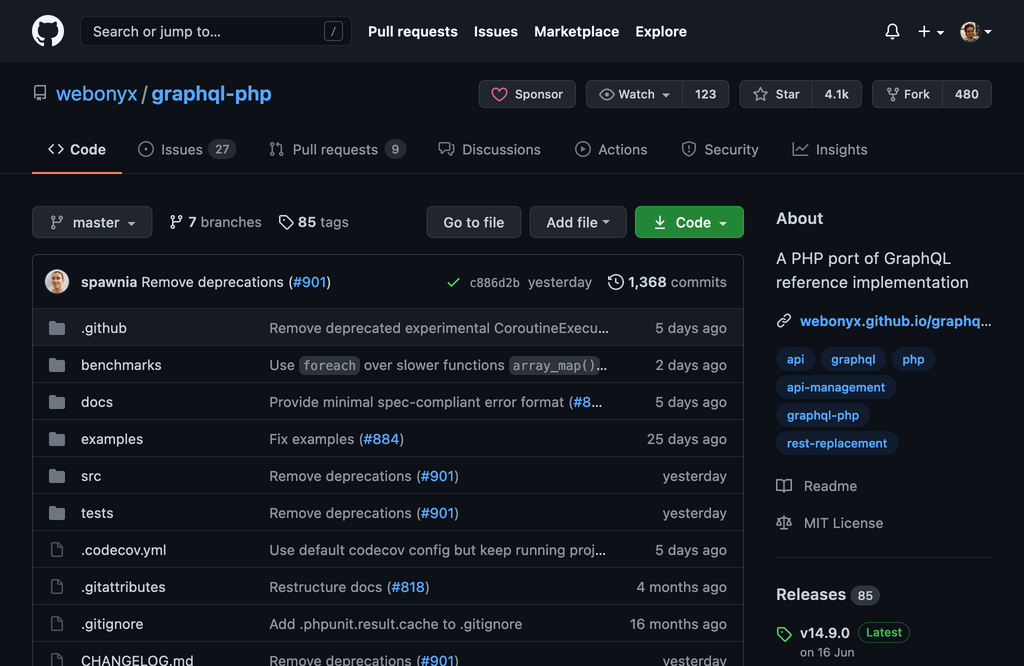 Search or jump to... / Pull requests Issues Marketplace Explore
webonyx / graphql-php Sponsor Watch 123 Star 4.1k Fork 480
Code Issues 27 Pull requests 9 Discussions Actions Security Insights
master 7 branches 85 tags Go to file Add file Code
spawnia Remove deprecations (#901) c886d2b yesterday 1,368 commits
.github Remove deprecated experimental CoroutineExecu... 5 days ago
benchmarks Use foreach over slower functions array_map()... 2 days ago
docs Provide minimal spec-compliant error format (#8... 5 days ago
examples Fix examples (#884) 25 days ago
src Remove deprecations (#901) yesterday
tests Remove deprecations (#901) yesterday
.codecov.yml Use default codecov config but keep running proj... 5 days ago
.gitattributes Restructure docs (#818) 4 months ago
.gitignore Add .phpunit.result.cache to .gitignore 16 months ago
CHANGELOG.md Remove deprecations (#901) yesterday
About
A PHP port of GraphQL
reference implementation
webonyx.github.io/graphq...
api graphql php
api-management
graphql-php
rest-replacement
Readme
MIT License
Releases 85
v14.9.0 Latest
on 16 Jun